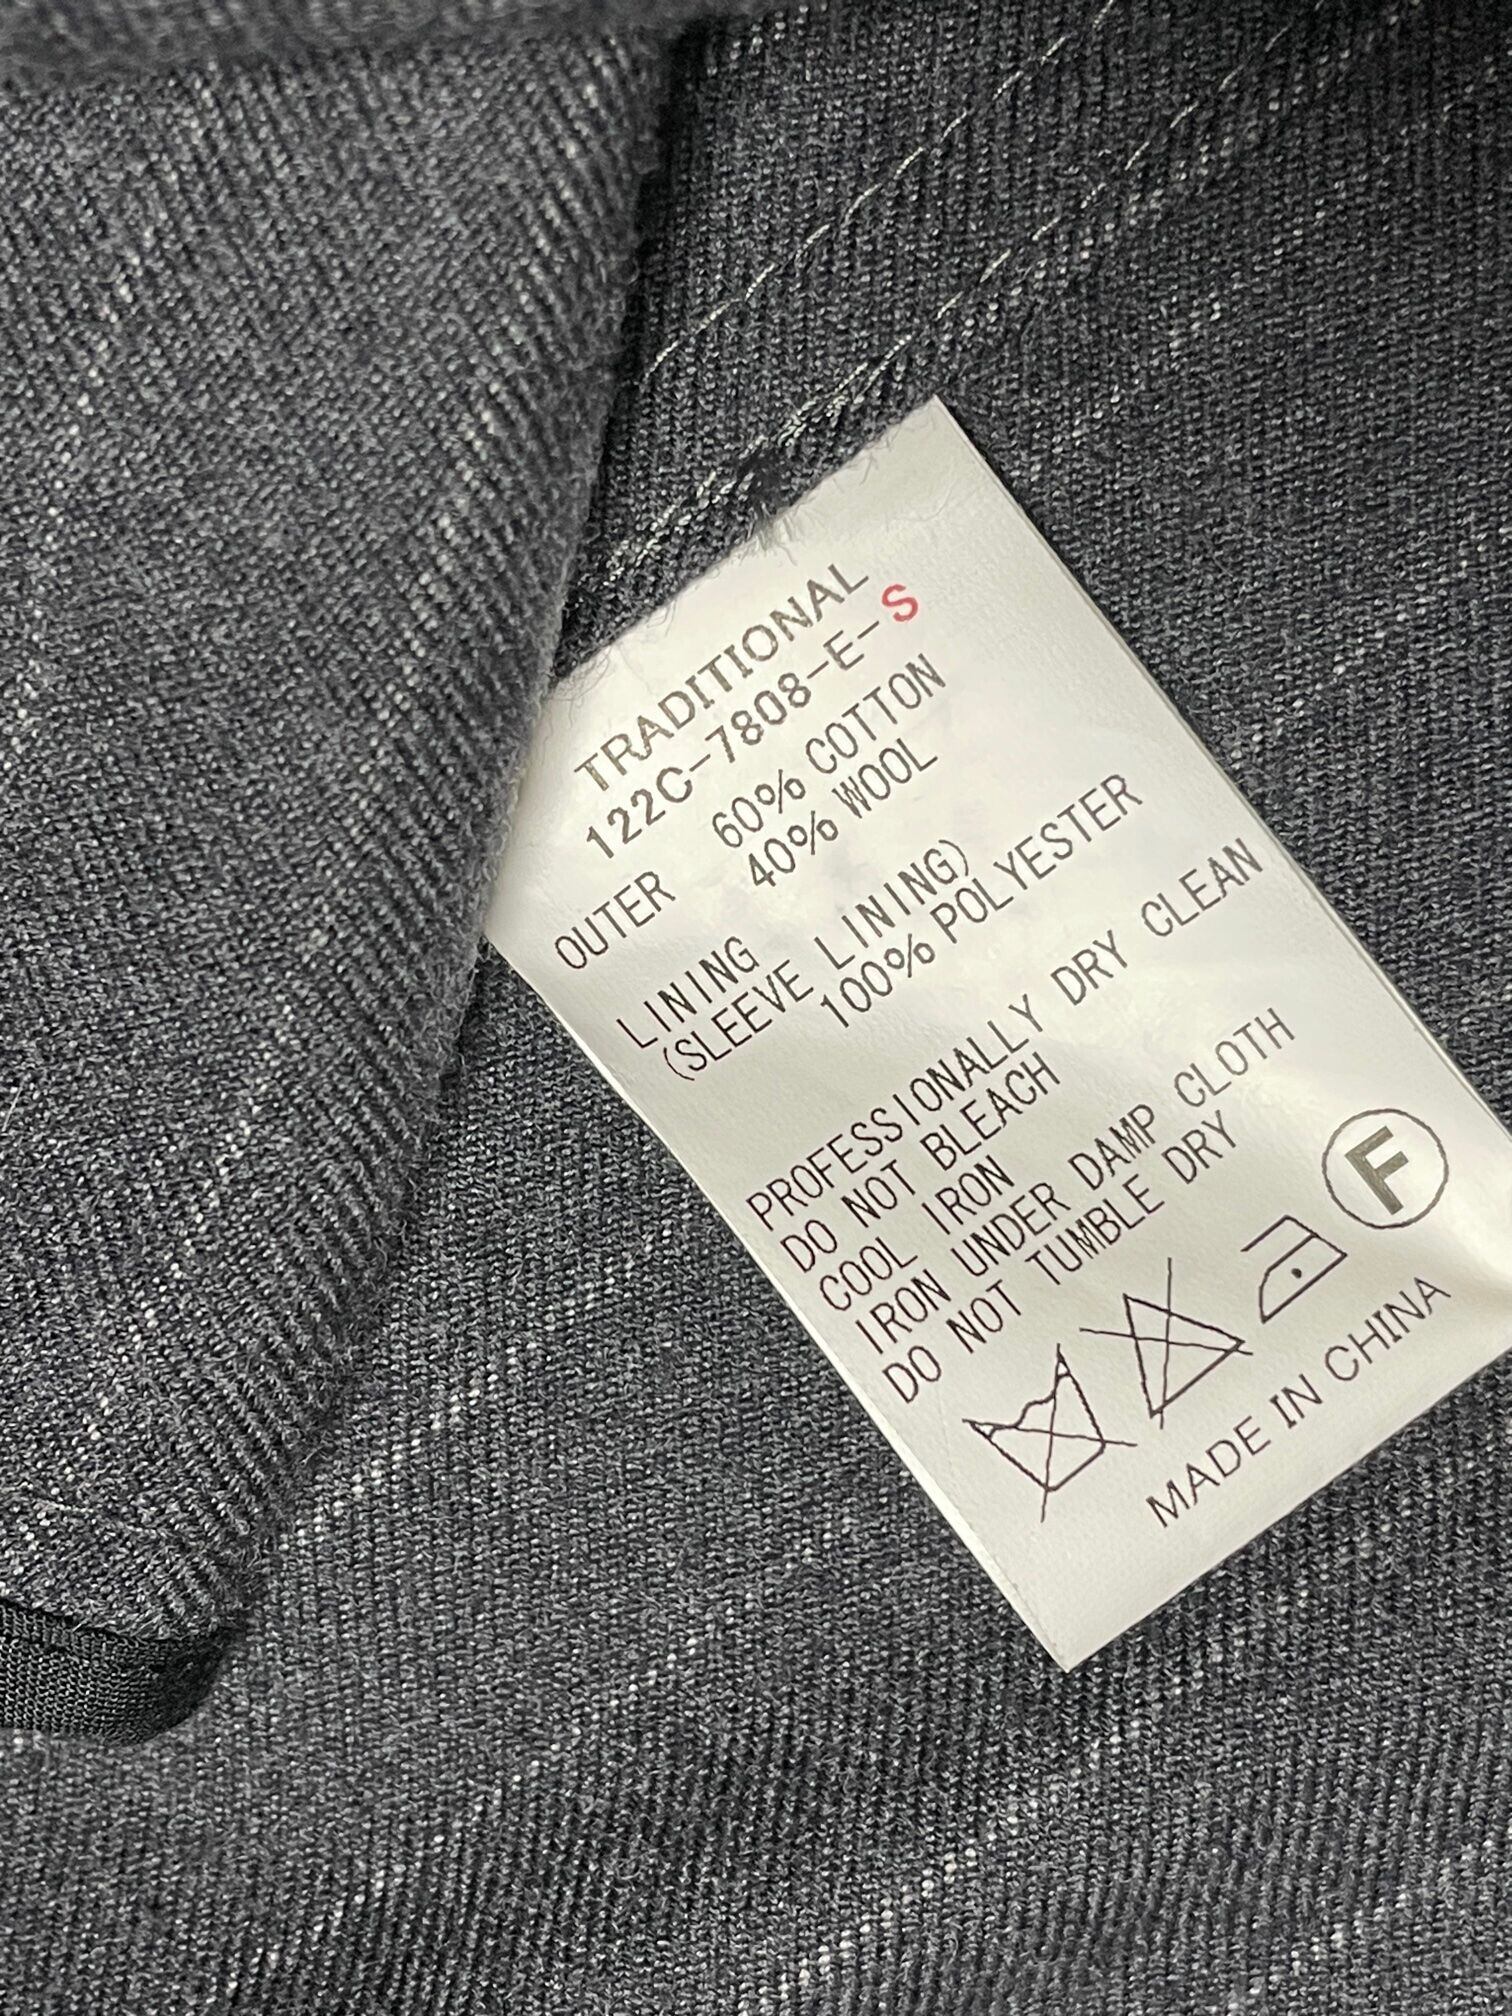 TRADITIONAL
122C-7808-E-S
OUTER 60% COTTON
40% WOOL
LINING
(SLEEVE LINING)
100% POLYESTER
PROFESSIONALLY DRY CLEAN
DO NOT BLEACH
COOL IRON
IRON UNDER DAMP CLOTH
DO NOT TUMBLE DRY
F
MADE IN CHINA